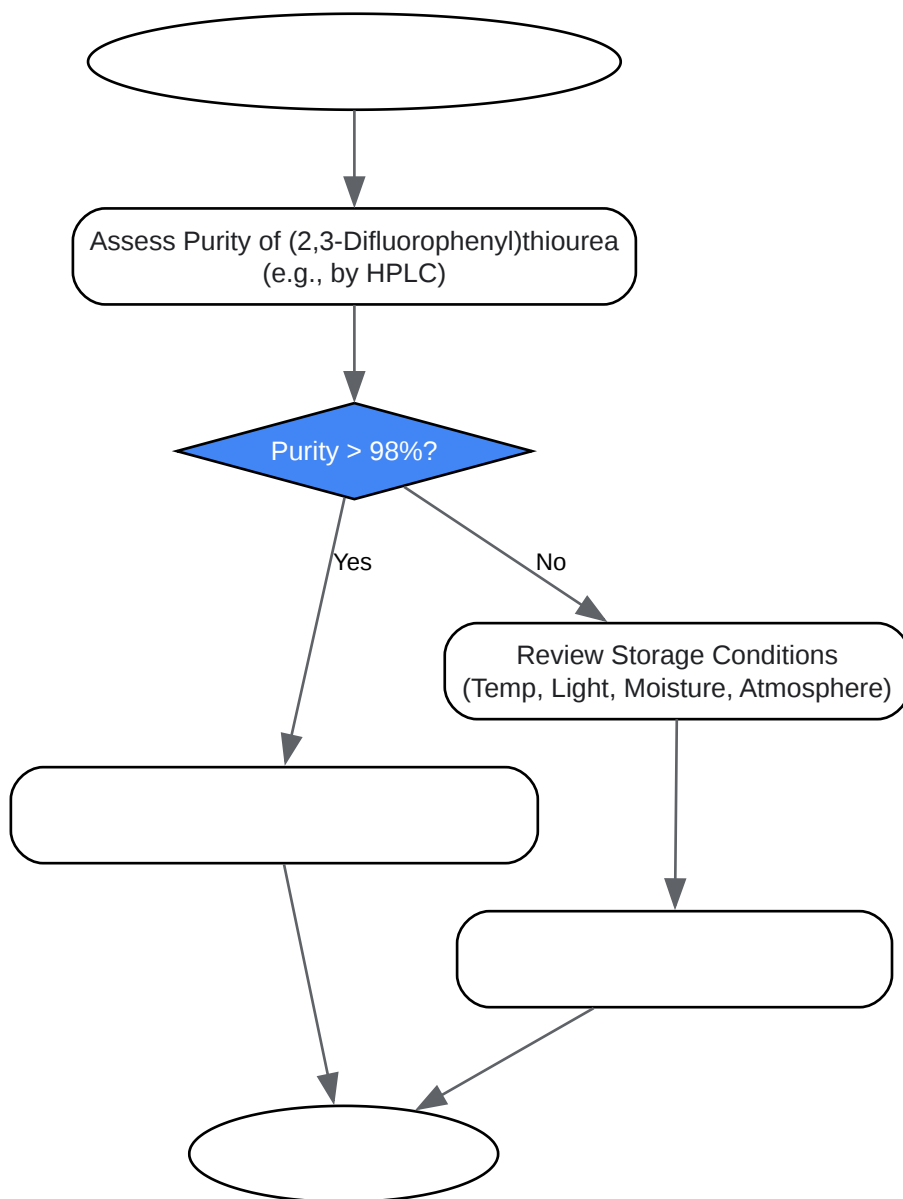 Assess Purity of (2,3-Difluorophenyl)thiourea
(e.g., by HPLC)
Purity > 98%?
Yes
No
Review Storage Conditions
(Temp, Light, Moisture, Atmosphere)